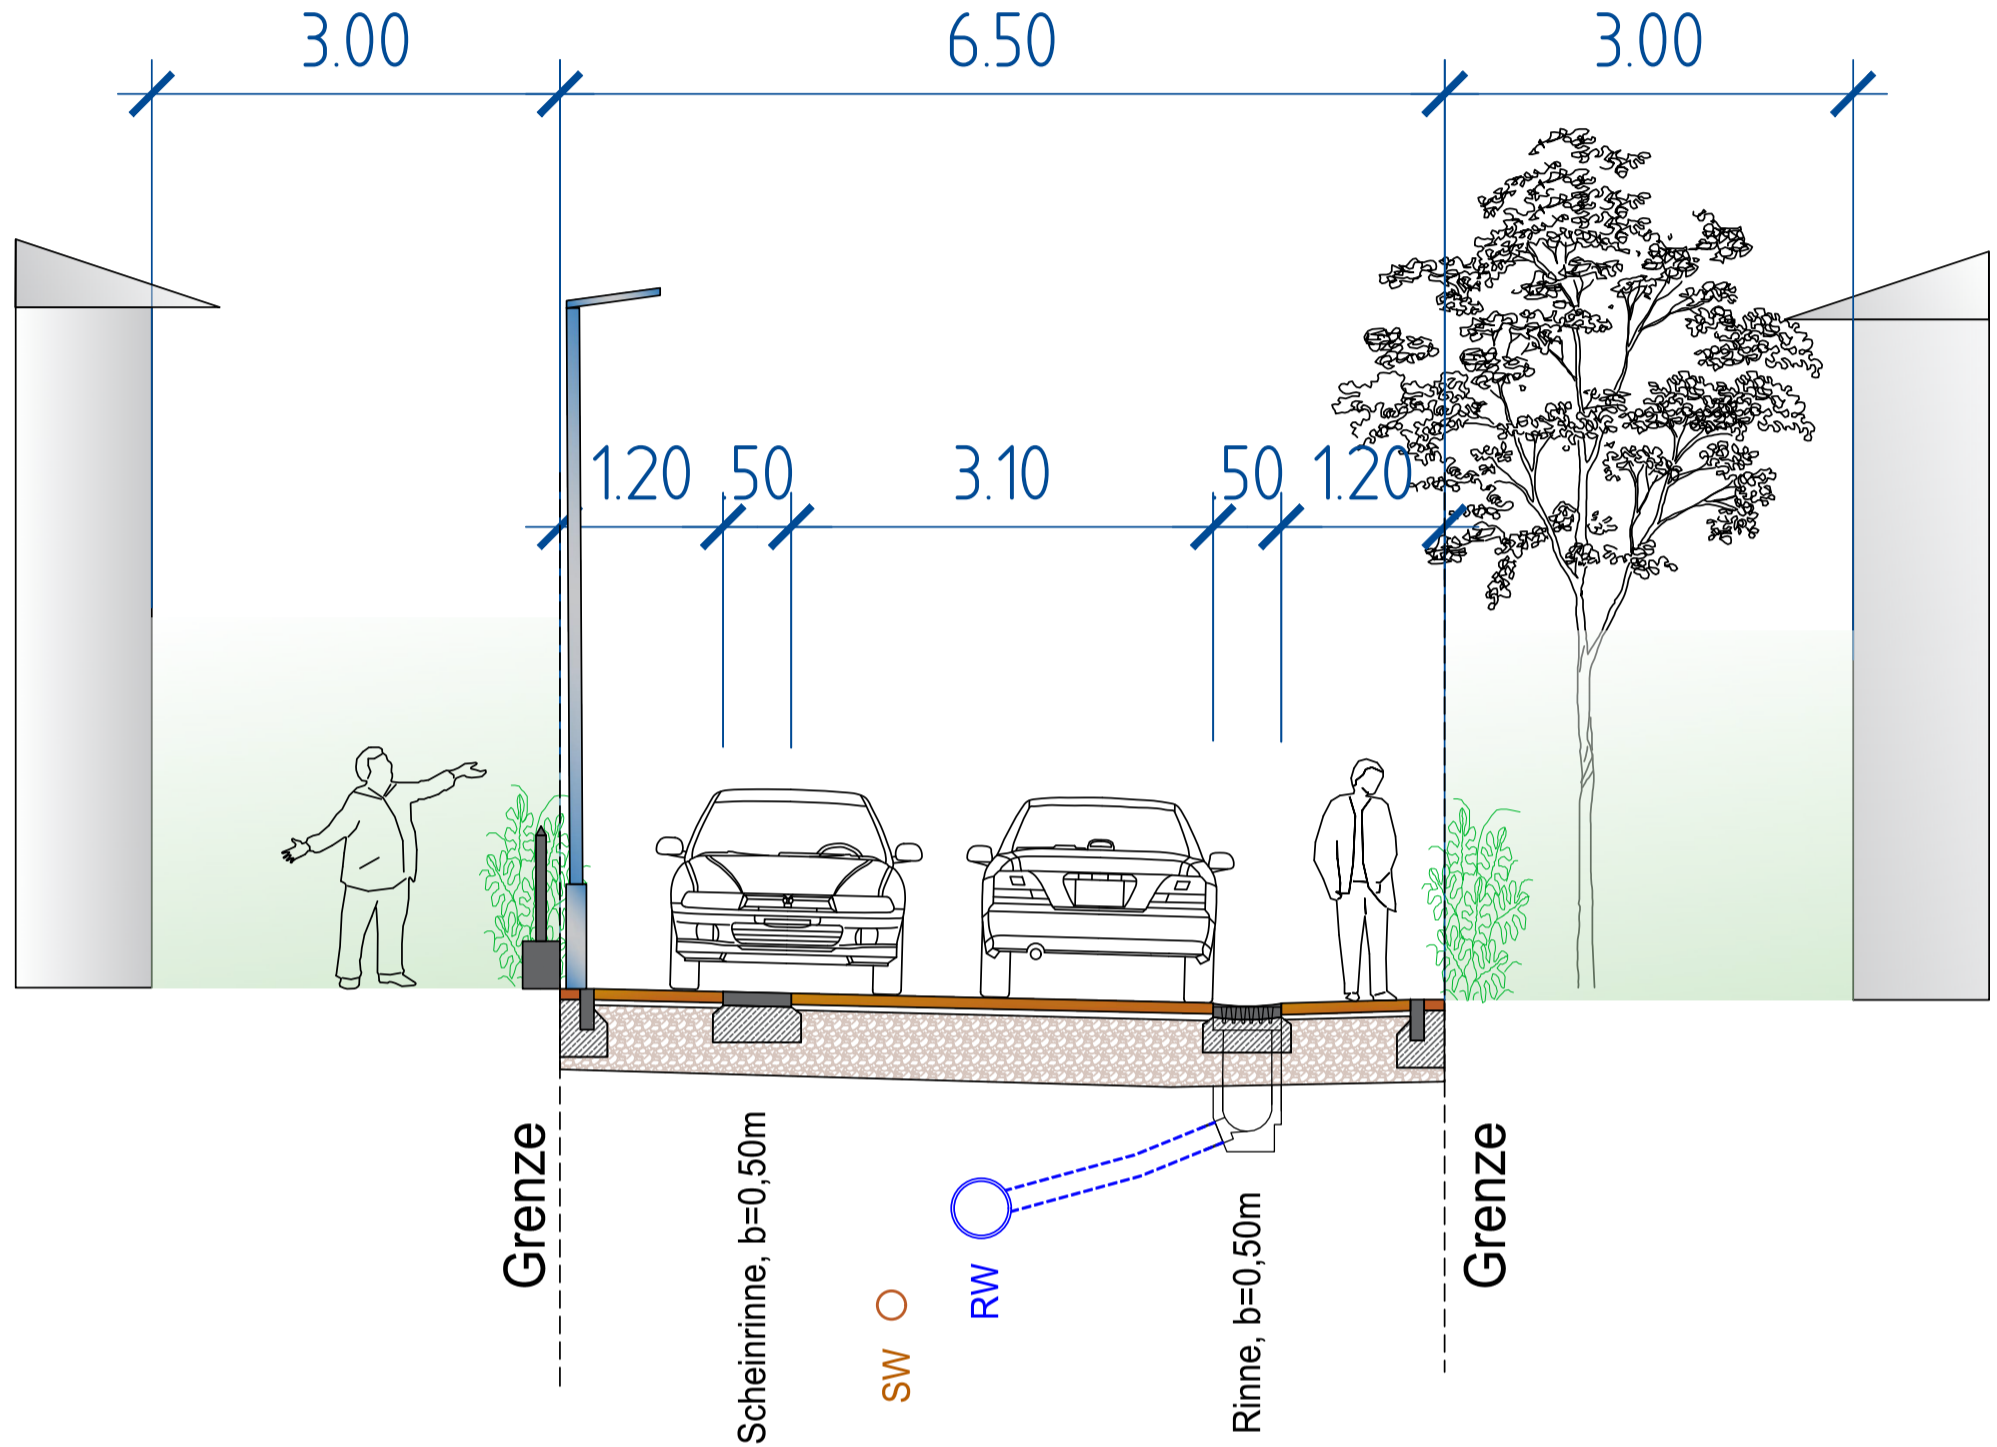 3.00 6.50 3.00
1.20 .50 3.10 .50 1.20
Grenze
Scheinrinne, b=0,50m
SW
RW
Rinne, b=0,50m
Grenze